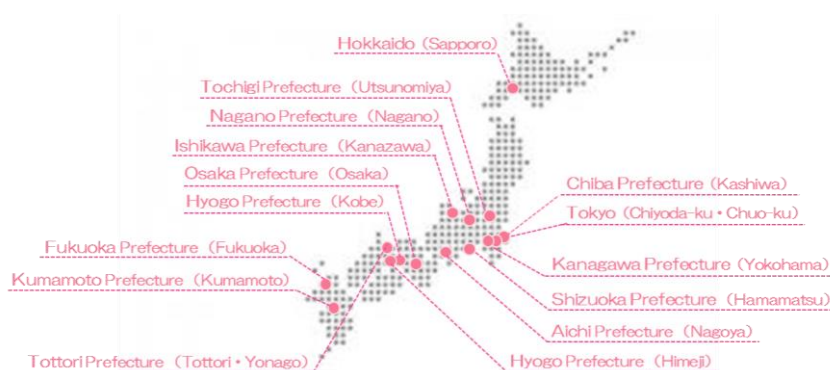 Hokkaido (Sapporo)
Tochigi Prefecture (Utsunomiya)
Nagano Prefecture (Nagano)
Ishikawa Prefecture (Kanazawa)
Osaka Prefecture (Osaka)
Hyogo Prefecture (Kobe)
Fukuoka Prefecture (Fukuoka)
Kumamoto Prefecture (Kumamoto)
Tottori Prefecture (Tottori・Yonago)
Chiba Prefecture (Kashiwa)
Tokyo (Chiyoda-ku・Chuo-ku)
Kanagawa Prefecture (Yokohama)
Shizuoka Prefecture (Hamamatsu)
Aichi Prefecture (Nagoya)
Hyogo Prefecture (Himeji)